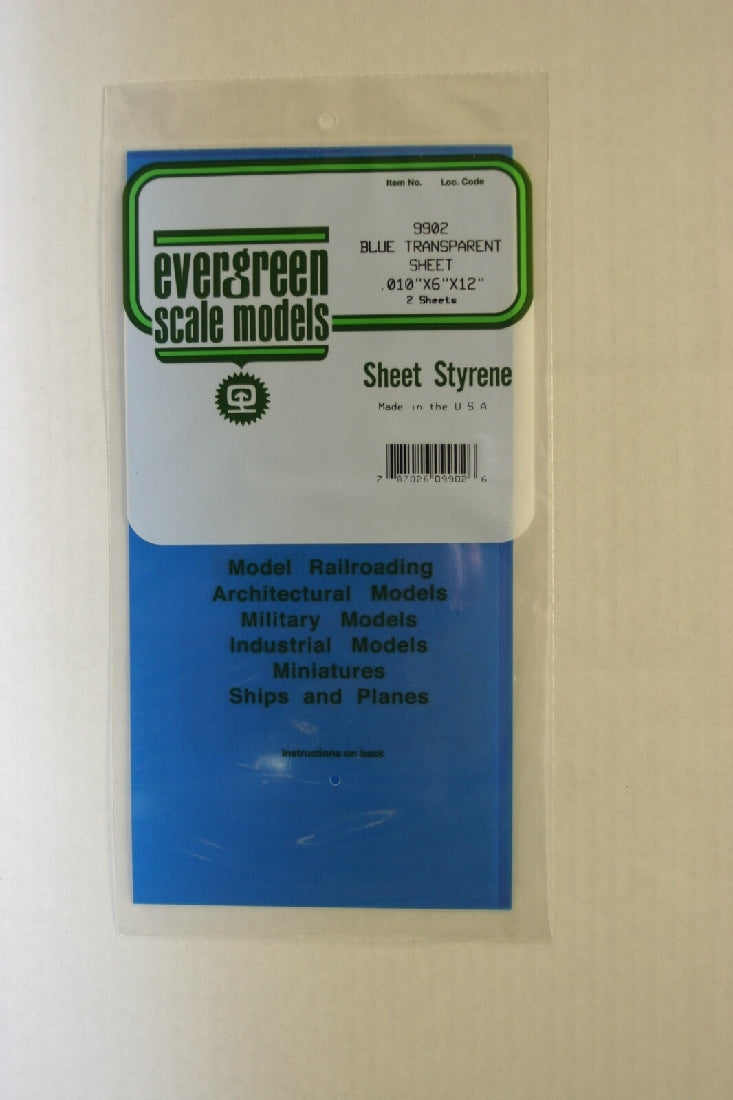 Item No. Loc. Code
9902
BLUE TRANSPARENT
SHEET
.010"X6"X12"
2 Sheets
evergreen
scale models
Sheet Styrene
Made in the U S A
7 87026 09902 6
Model Railroading
Architectural Models
Military Models
Industrial Models
Miniatures
Ships and Planes
Instructions on back